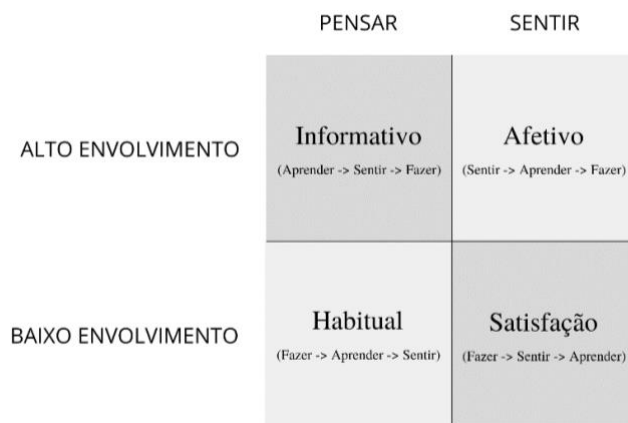 PENSAR SENTIR
ALTO ENVOLVIMENTO
Informativo
(Aprender -> Sentir -> Fazer)
Afetivo
(Sentir -> Aprender -> Fazer)
BAIXO ENVOLVIMENTO
Habitual
(Fazer -> Aprender -> Sentir)
Satisfação
(Fazer -> Sentir -> Aprender)